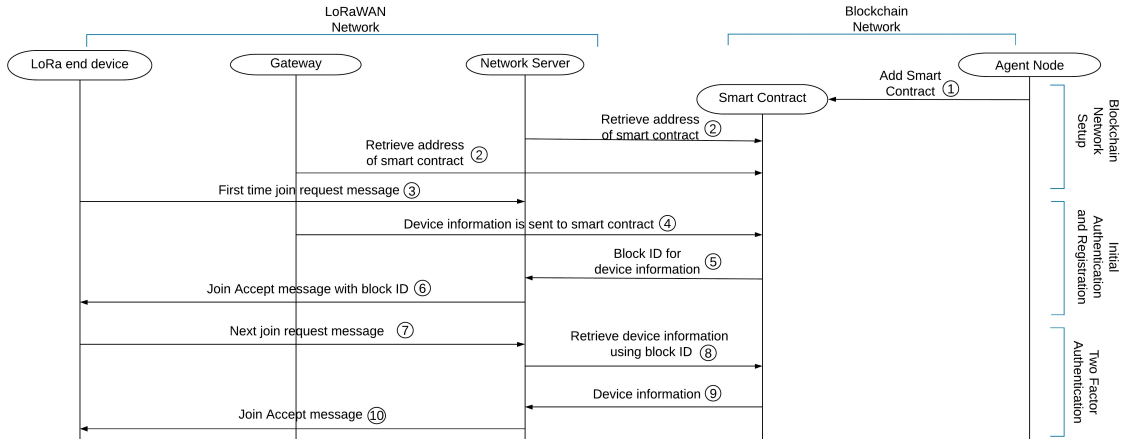 LoRaWAN
Network
Blockchain
Network
LoRa end device
Gateway
Network Server
Agent Node
Smart Contract
Add Smart
Contract 1
Retrieve address
of smart contract 2
Retrieve address
of smart contract 2
First time join request message 3
Device information is sent to smart contract 4
Block ID for
device information 5
Join Accept message with block ID 6
Next join request message 7
Retrieve device information
using block ID 8
Device information 9
Join Accept message 10
Blockchain
Network
Setup
Initial
Authentication
and Registration
Two Factor
Authentication